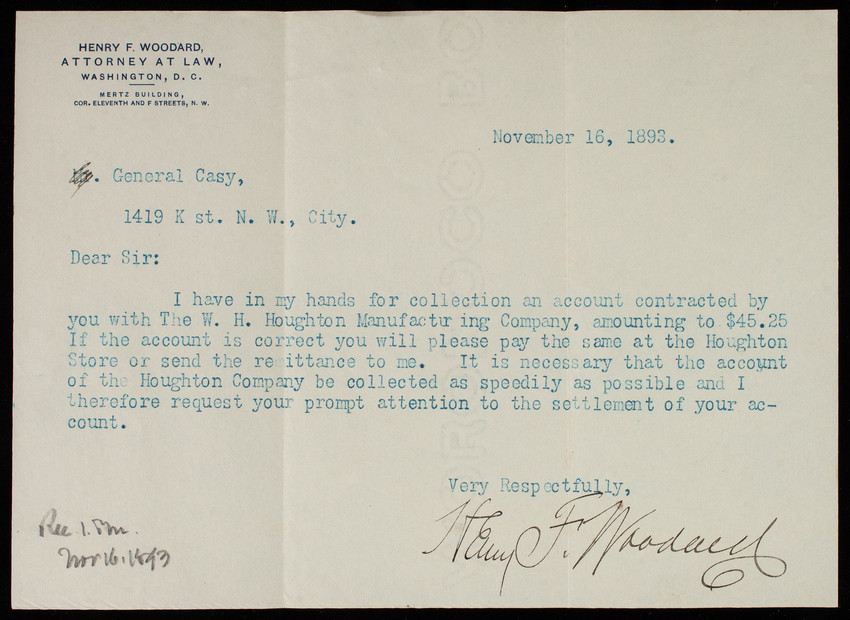 HENRY F. WOODARD,
ATTORNEY AT LAW,
WASHINGTON, D. C.
MERTZ BUILDING,
COR. ELEVENTH AND F STREETS, N. W.
November 16, 1893.
General Casy,
1419 K st. N. W., City.
Dear Sir:
I have in my hands for collection an account contracted by
you with The W. H. Houghton Manufacturing Company, amounting to $45.25
If the account is correct you will please pay the same at the Houghton
Store or send the remittance to me. It is necessary that the account
of the Houghton Company be collected as speedily as possible and I
therefore request your prompt attention to the settlement of your ac-
count.
Very Respectfully,
Henry F. Woodard
Rec 1. P.m.
Nov 16. 1893